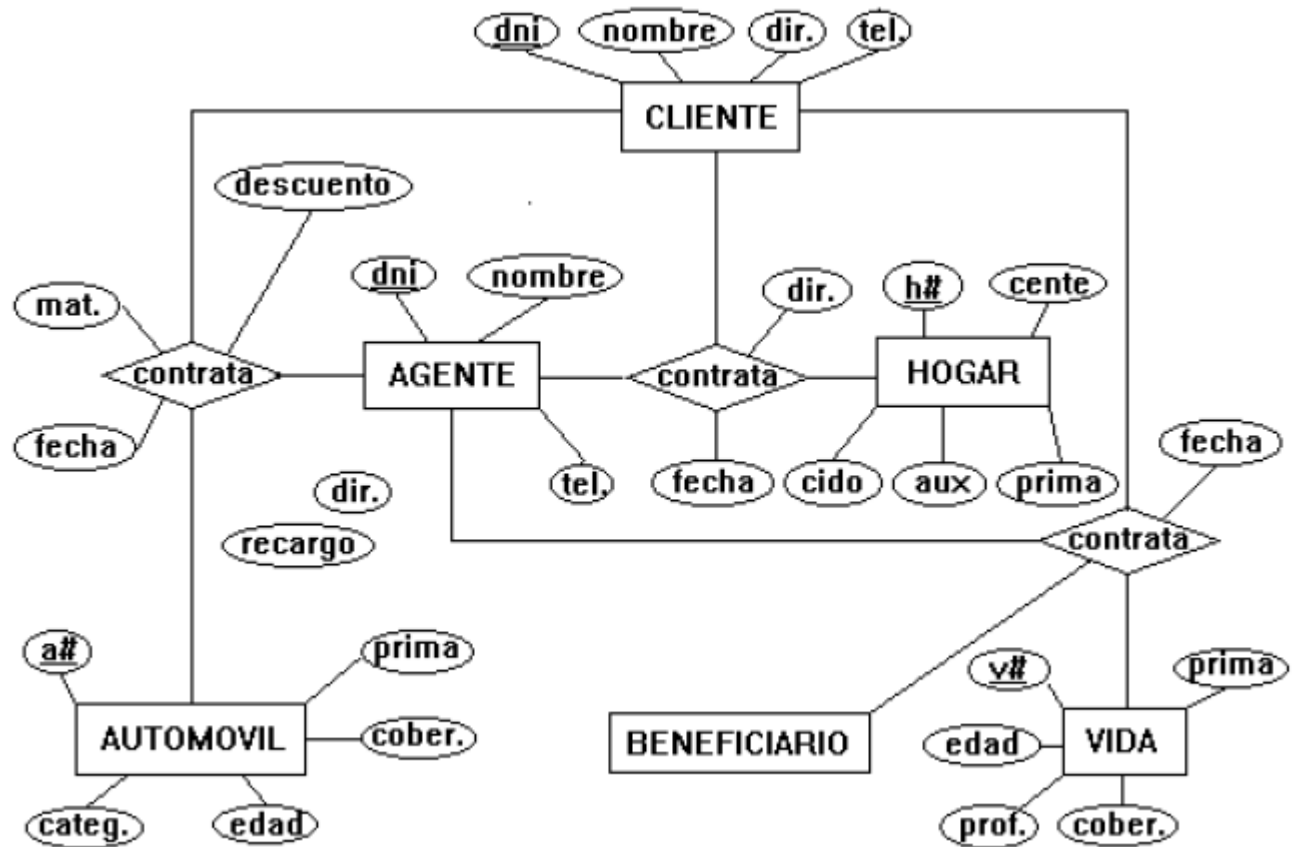 dni nombre dir. tel.
CLIENTE
descuento
dni nombre dir. h# cente
mat.
contrata AGENTE contrata HOGAR
fecha
tel. fecha cido aux prima fecha
dir.
recargo contrata
a# prima
v# prima
AUTOMOVIL cober. BENEFICIARIO edad VIDA
categ. edad prof. cober.